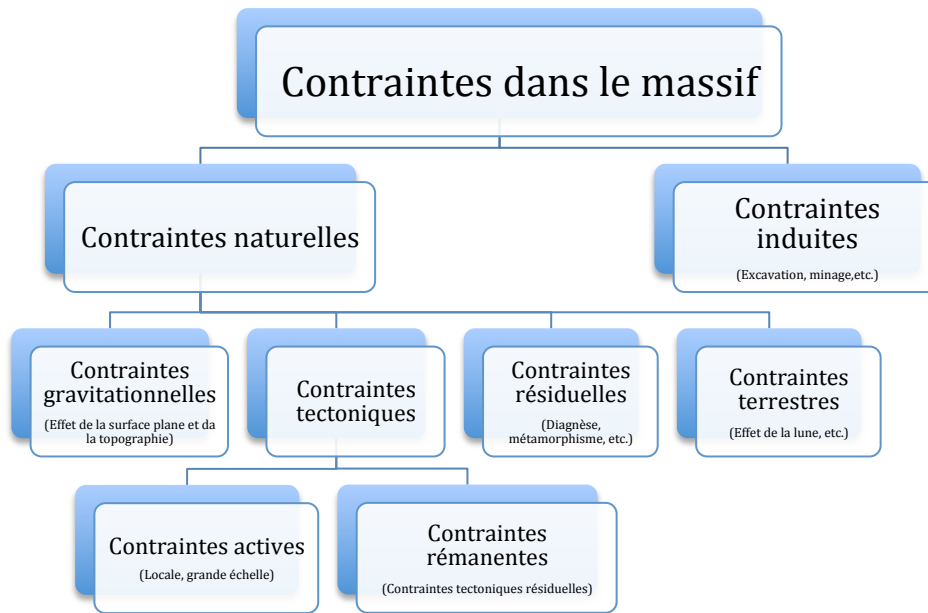 Contraintes dans le massif
Contraintes naturelles
Contraintes
induites
(Excavation, minage,etc.)
Contraintes
gravitationnelles
(Effet de la surface plane et da
la topographie)
Contraintes
tectoniques
Contraintes
résiduelles
(Diagnèse,
métamorphisme, etc.)
Contraintes
terrestres
(Effet de la lune, etc.)
Contraintes actives
(Locale, grande échelle)
Contraintes
rémanentes
(Contraintes tectoniques résiduelles)